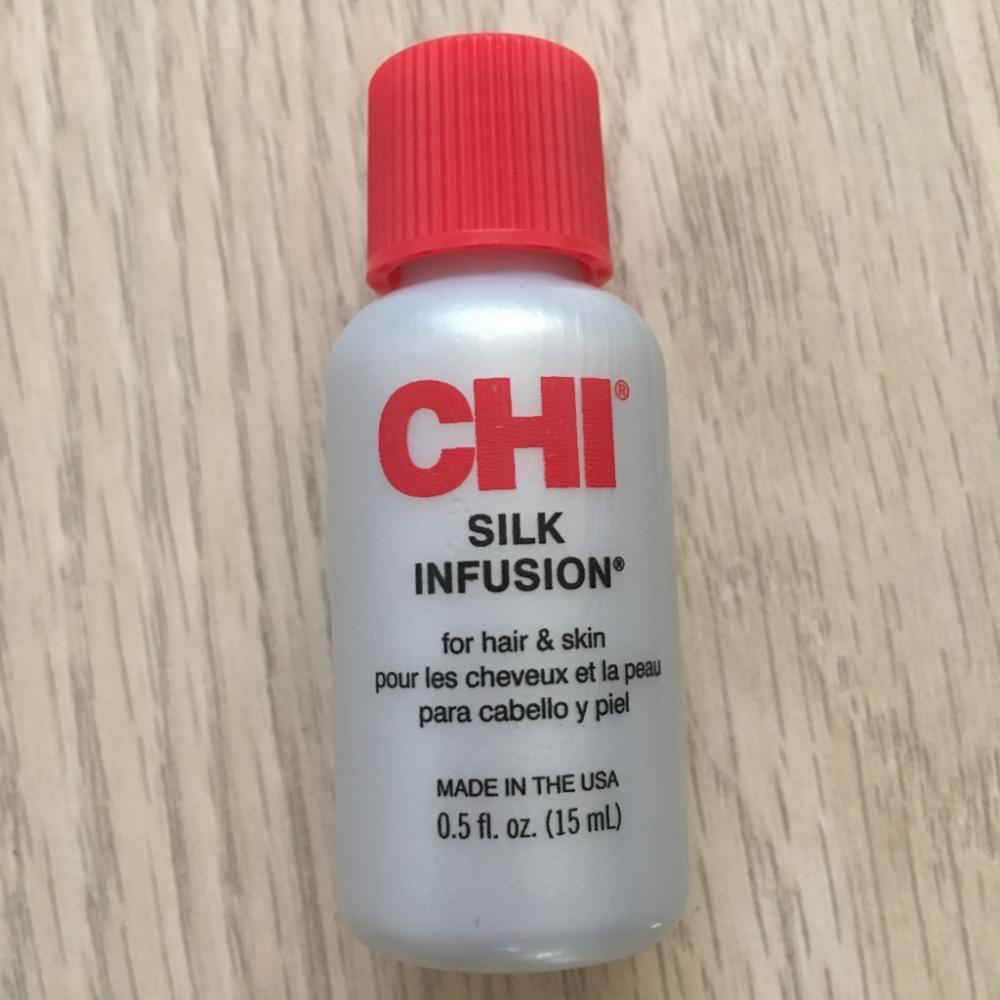 CHI®
SILK
INFUSION®
for hair & skin
pour les cheveux et la peau
para cabello y piel
MADE IN THE USA
0.5 fl. oz. (15 mL)